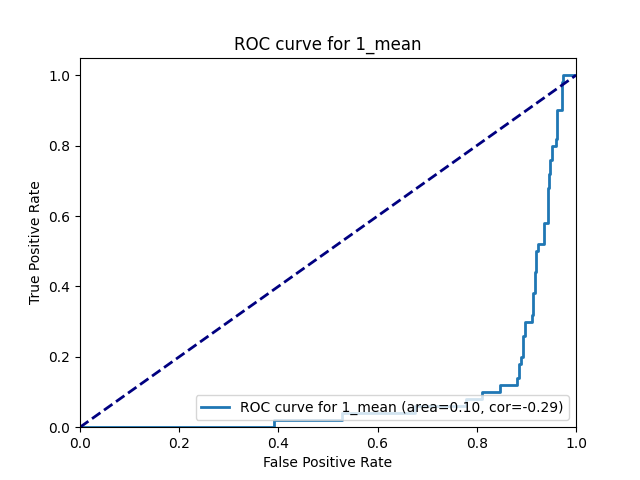 ROC curve for 1_mean
True Positive Rate
1.0
0.8
0.6
0.4
0.2
0.0
ROC curve for 1_mean (area=0.10, cor=-0.29)
0.0 0.2 0.4 0.6 0.8 1.0
False Positive Rate